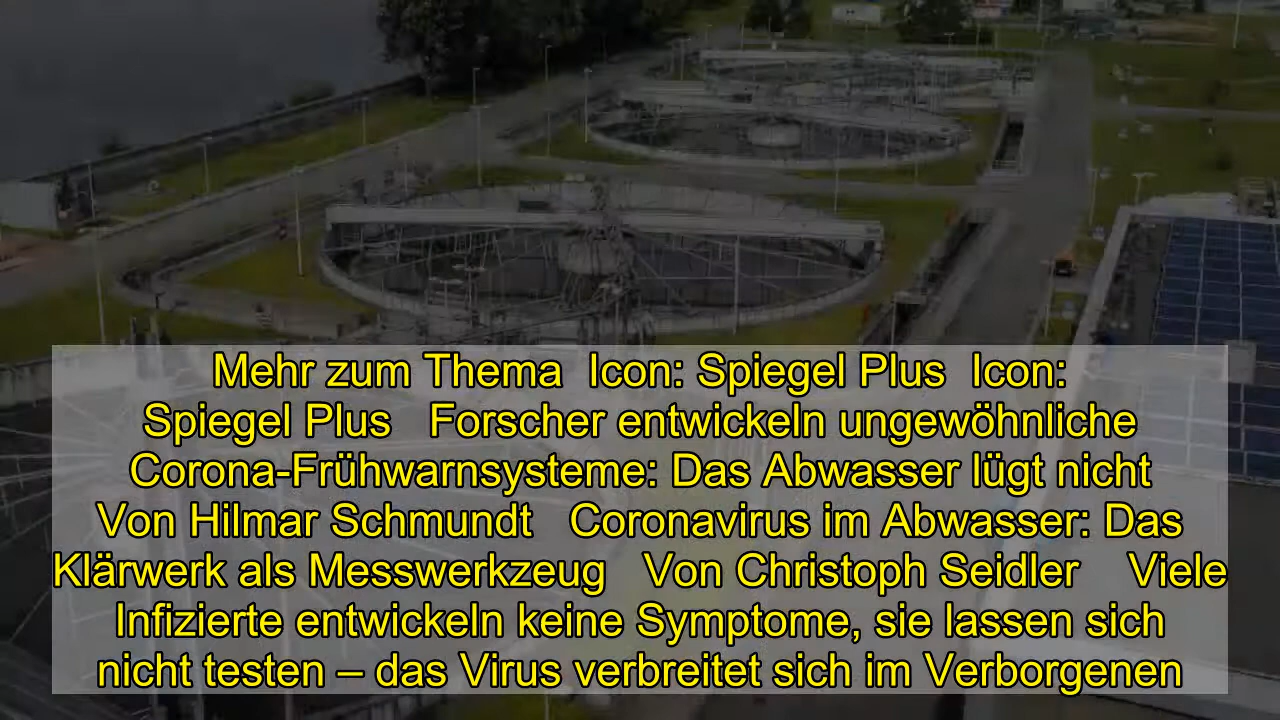 Mehr zum Thema  Icon: Spiegel Plus  Icon:
Spiegel Plus   Forscher entwickeln ungewöhnliche
Corona-Frühwarnsysteme: Das Abwasser lügt nicht
Von Hilmar Schmundt   Coronavirus im Abwasser: Das
Klärwerk als Messwerkzeug   Von Christoph Seidler    Viele
Infizierte entwickeln keine Symptome, sie lassen sich
nicht testen – das Virus verbreitet sich im Verborgenen